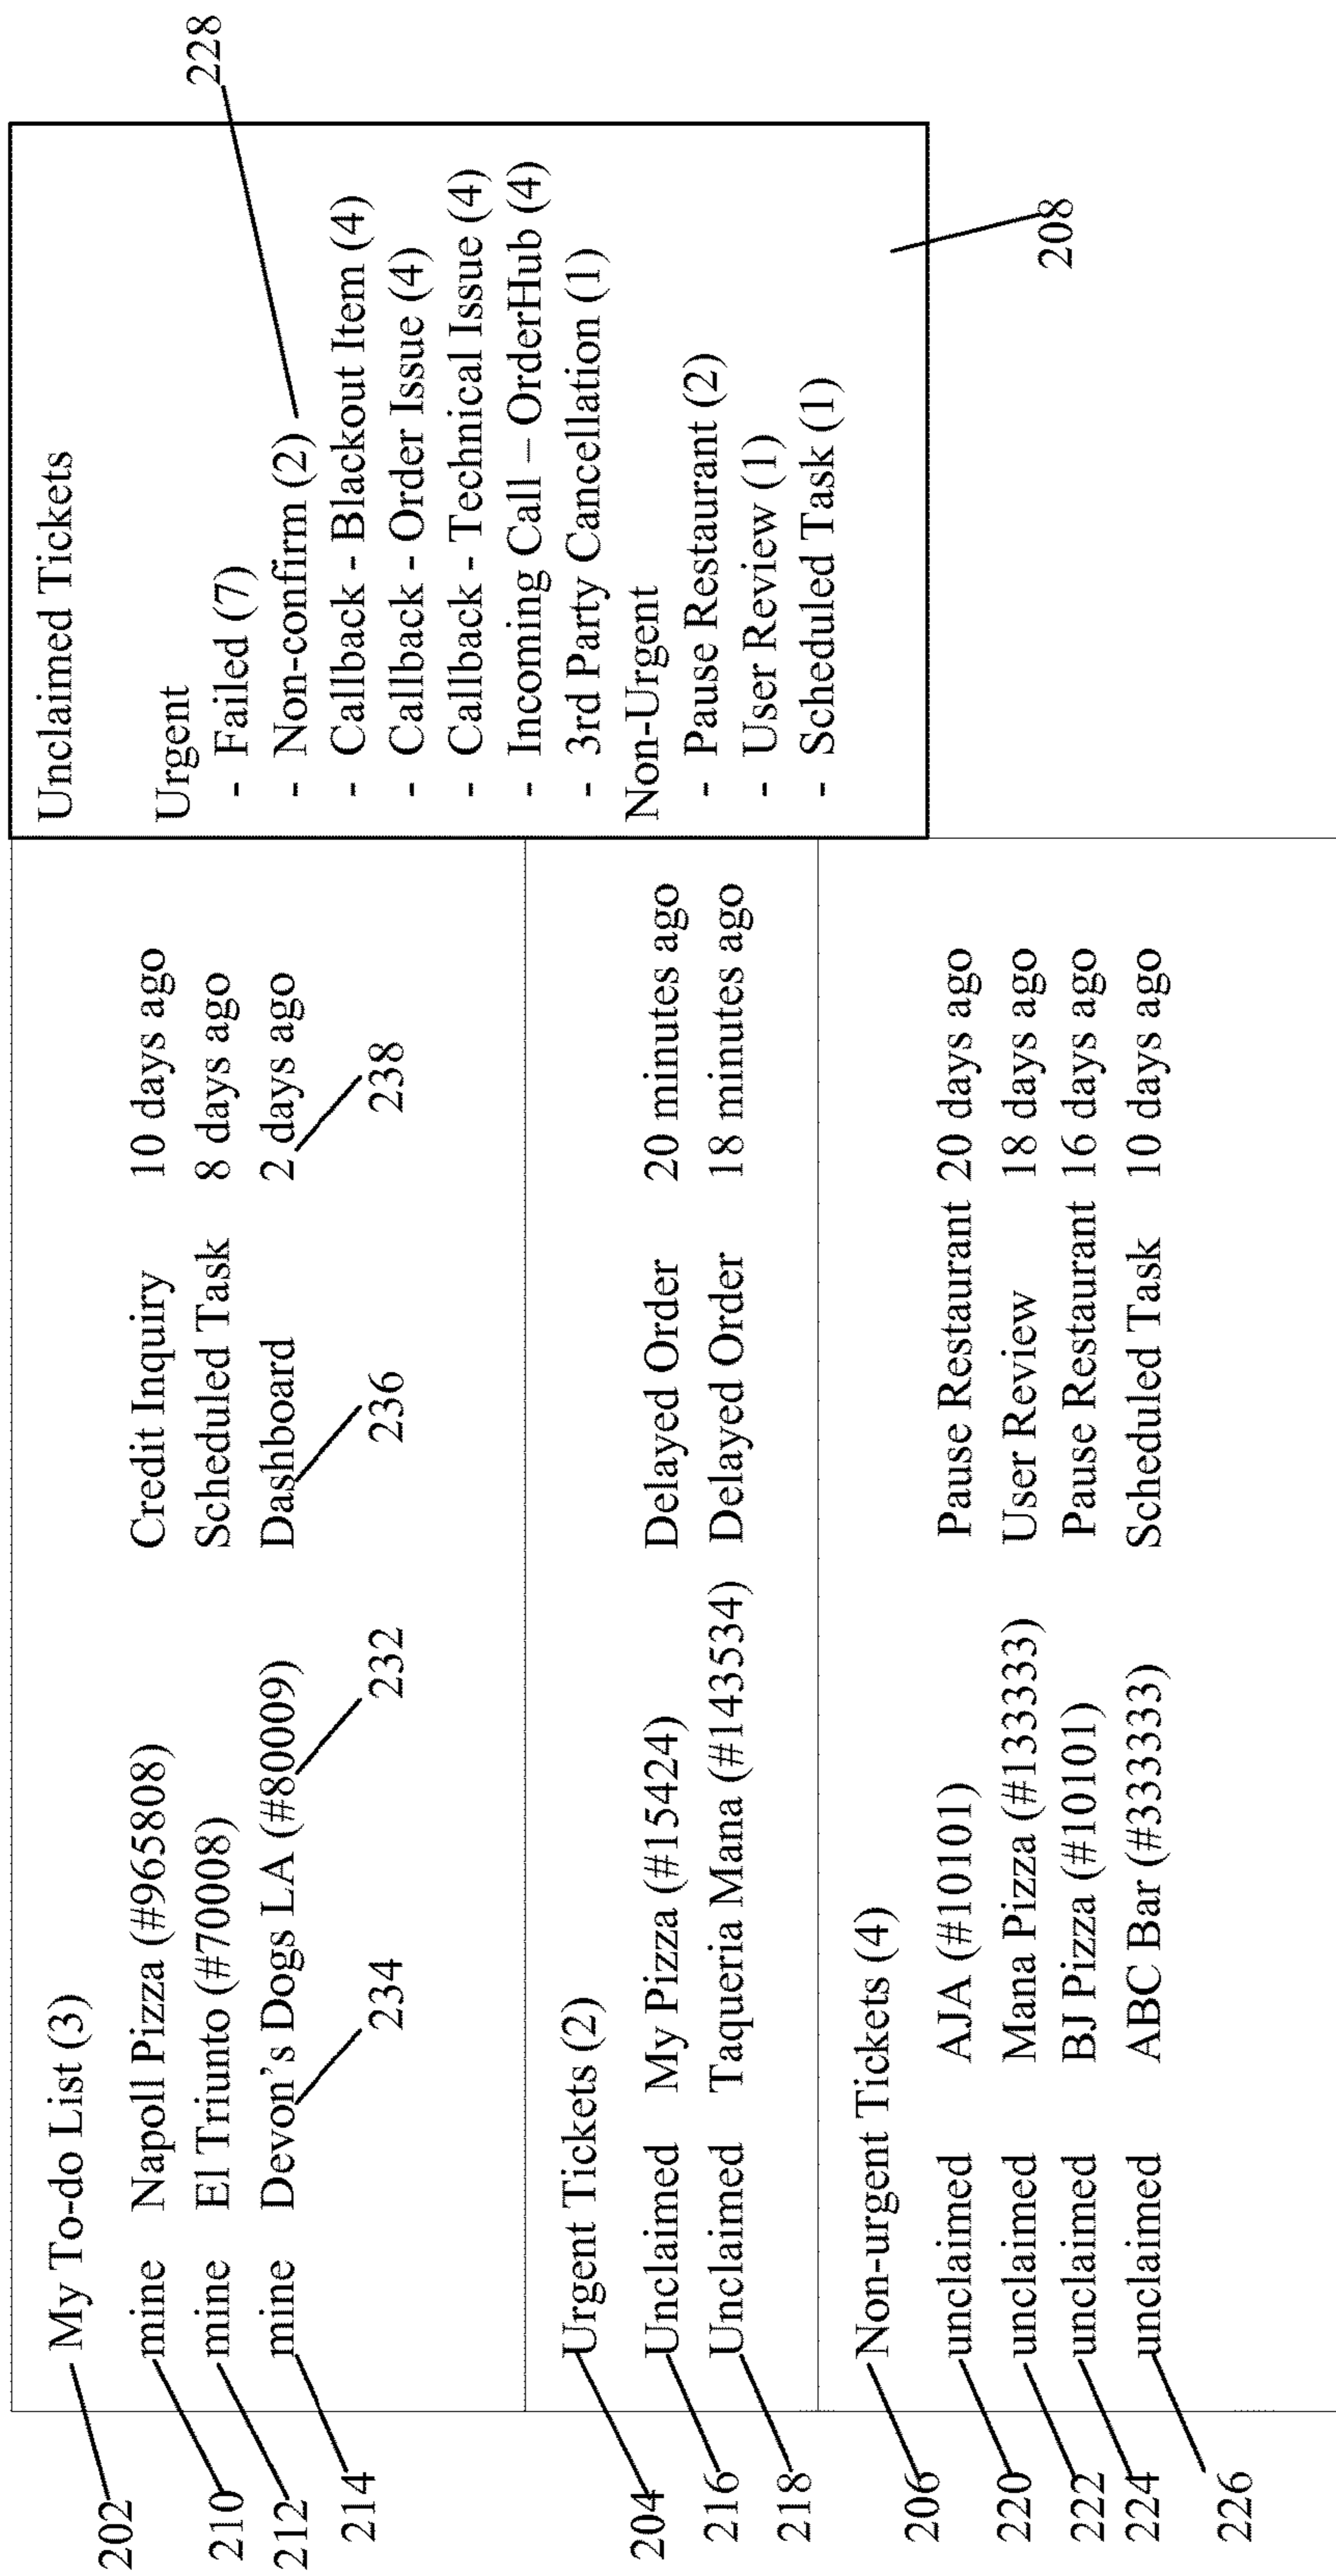 202 My To-do List (3)
210 mine Napoll Pizza (#965808) Credit Inquiry 10 days ago
212 mine El Triunto (#70008) Scheduled Task 8 days ago
214 mine Devon's Dogs LA (#80009) Dashboard 2 days ago
234 232 236 238
204 Urgent Tickets (2)
216 Unclaimed My Pizza (#15424) Delayed Order 20 minutes ago
218 Unclaimed Taqueria Mana (#143534) Delayed Order 18 minutes ago
206 Non-urgent Tickets (4)
220 unclaimed AJA (#10101) Pause Restaurant 20 days ago
222 unclaimed Mana Pizza (#133333) User Review 18 days ago
224 unclaimed BJ Pizza (#10101) Pause Restaurant 16 days ago
226 unclaimed ABC Bar (#333333) Scheduled Task 10 days ago
Unclaimed Tickets
Urgent
- Failed (7)
- Non-confirm (2)
228
- Callback - Blackout Item (4)
- Callback - Order Issue (4)
- Callback - Technical Issue (4)
- Incoming Call – OrderHub (4)
- 3rd Party Cancellation (1)
Non-Urgent
- Pause Restaurant (2)
- User Review (1)
- Scheduled Task (1)
208